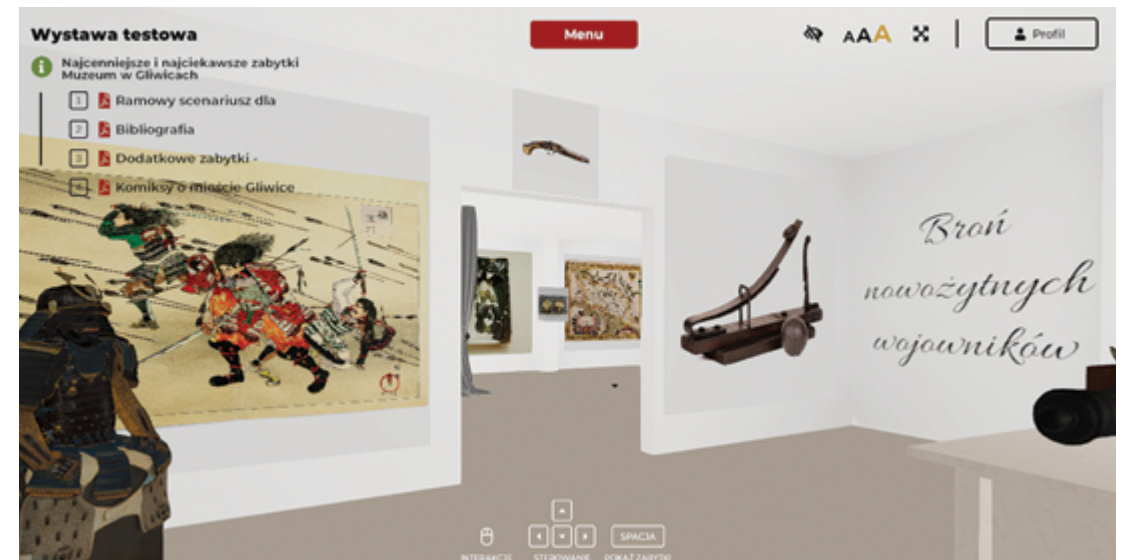 Wystawa testowa
Menu
AAA
Profil
Najcenniejsze i najciekawsze zabytki
Muzeum w Gliwicach
1 Ramowy scenariusz dla
2 Bibliografia
3 Dodatkowe zabytki -
4 Komiksy o mieście Gliwice
Broń
nowożytnych
wojowników
SPACJA
INTERAKCJE STEROWANIE POKAŻ ZABYTKI